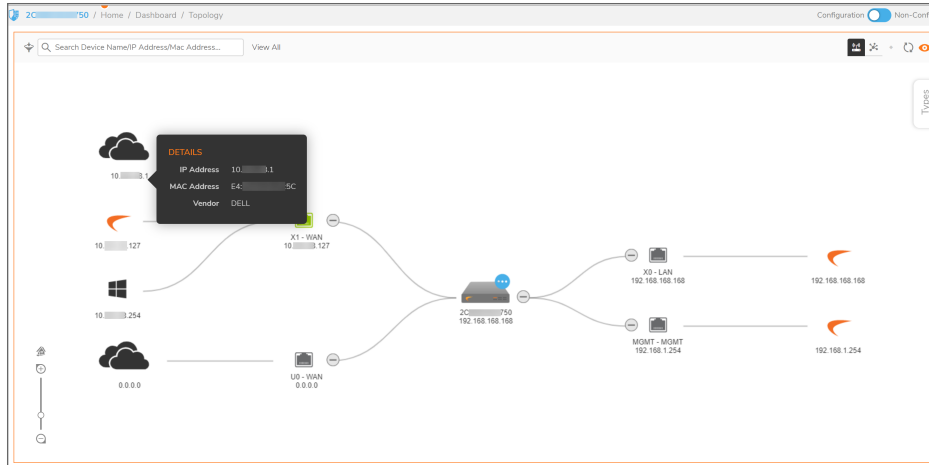 2C 750 / Home / Dashboard / Topology
Configuration Non-Conf
Search Device Name/IP Address/Mac Address...
View All
Types
DETAILS
IP Address 10. .1
MAC Address E4: 5C
Vendor DELL
10. .1
10. .127
X1 - WAN
10. .127
10. .254
0.0.0.0
U0 - WAN
0.0.0.0
2C 750
192.168.168.168
X0 - LAN
192.168.168.168
192.168.168.168
MGMT - MGMT
192.168.1.254
192.168.1.254